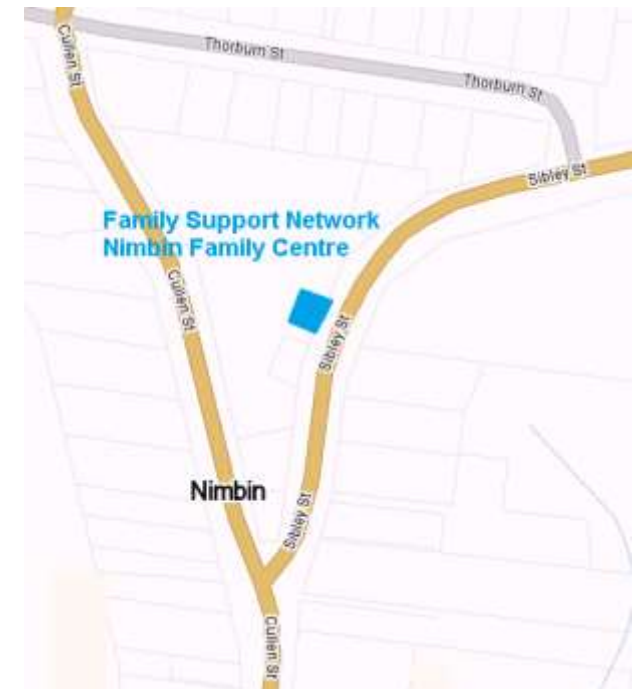 Cullen St
Thorburn St
Thorburn St
Sibley St
Family Support Network
Nimbin Family Centre
Cullen St
Sibley St
Nimbin
Sibley St
Cullen St